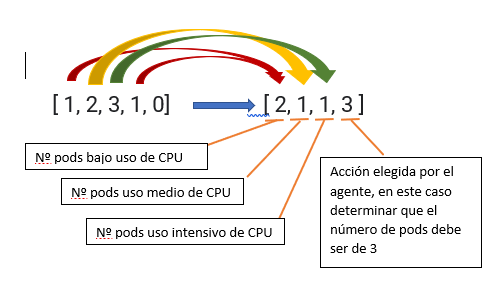 [ 1, 2, 3, 1, 0] [ 2, 1, 1, 3 ]
Nº pods bajo uso de CPU
Nº pods uso medio de CPU
Nº pods uso intensivo de CPU
Acción elegida por el
agente, en este caso
determinar que el
número de pods debe
ser de 3